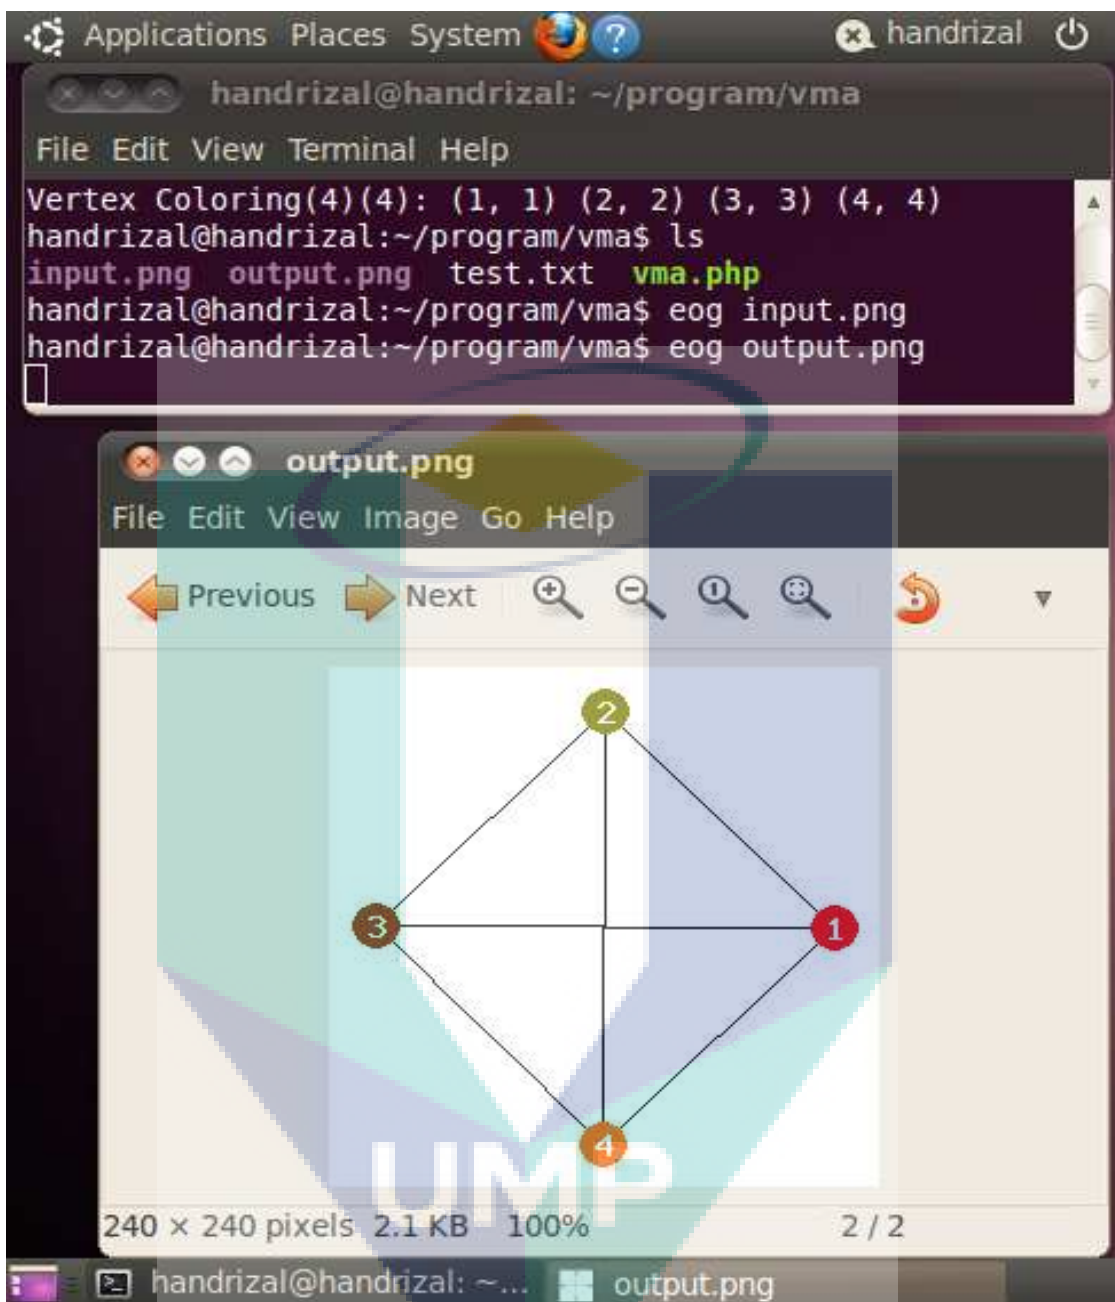 Applications Places System ? handrizal
handrizal@handrizal: ~/program/vma
File Edit View Terminal Help
Vertex Coloring(4)(4): (1, 1) (2, 2) (3, 3) (4, 4)
handrizal@handrizal:~/program/vma$ ls
input.png output.png test.txt vma.php
handrizal@handrizal:~/program/vma$ eog input.png
handrizal@handrizal:~/program/vma$ eog output.png
output.png
File Edit View Image Go Help
Previous Next
2
3
1
4
UMP
240 × 240 pixels 2.1 KB 100% 2 / 2
handrizal@handrizal: ~... output.png